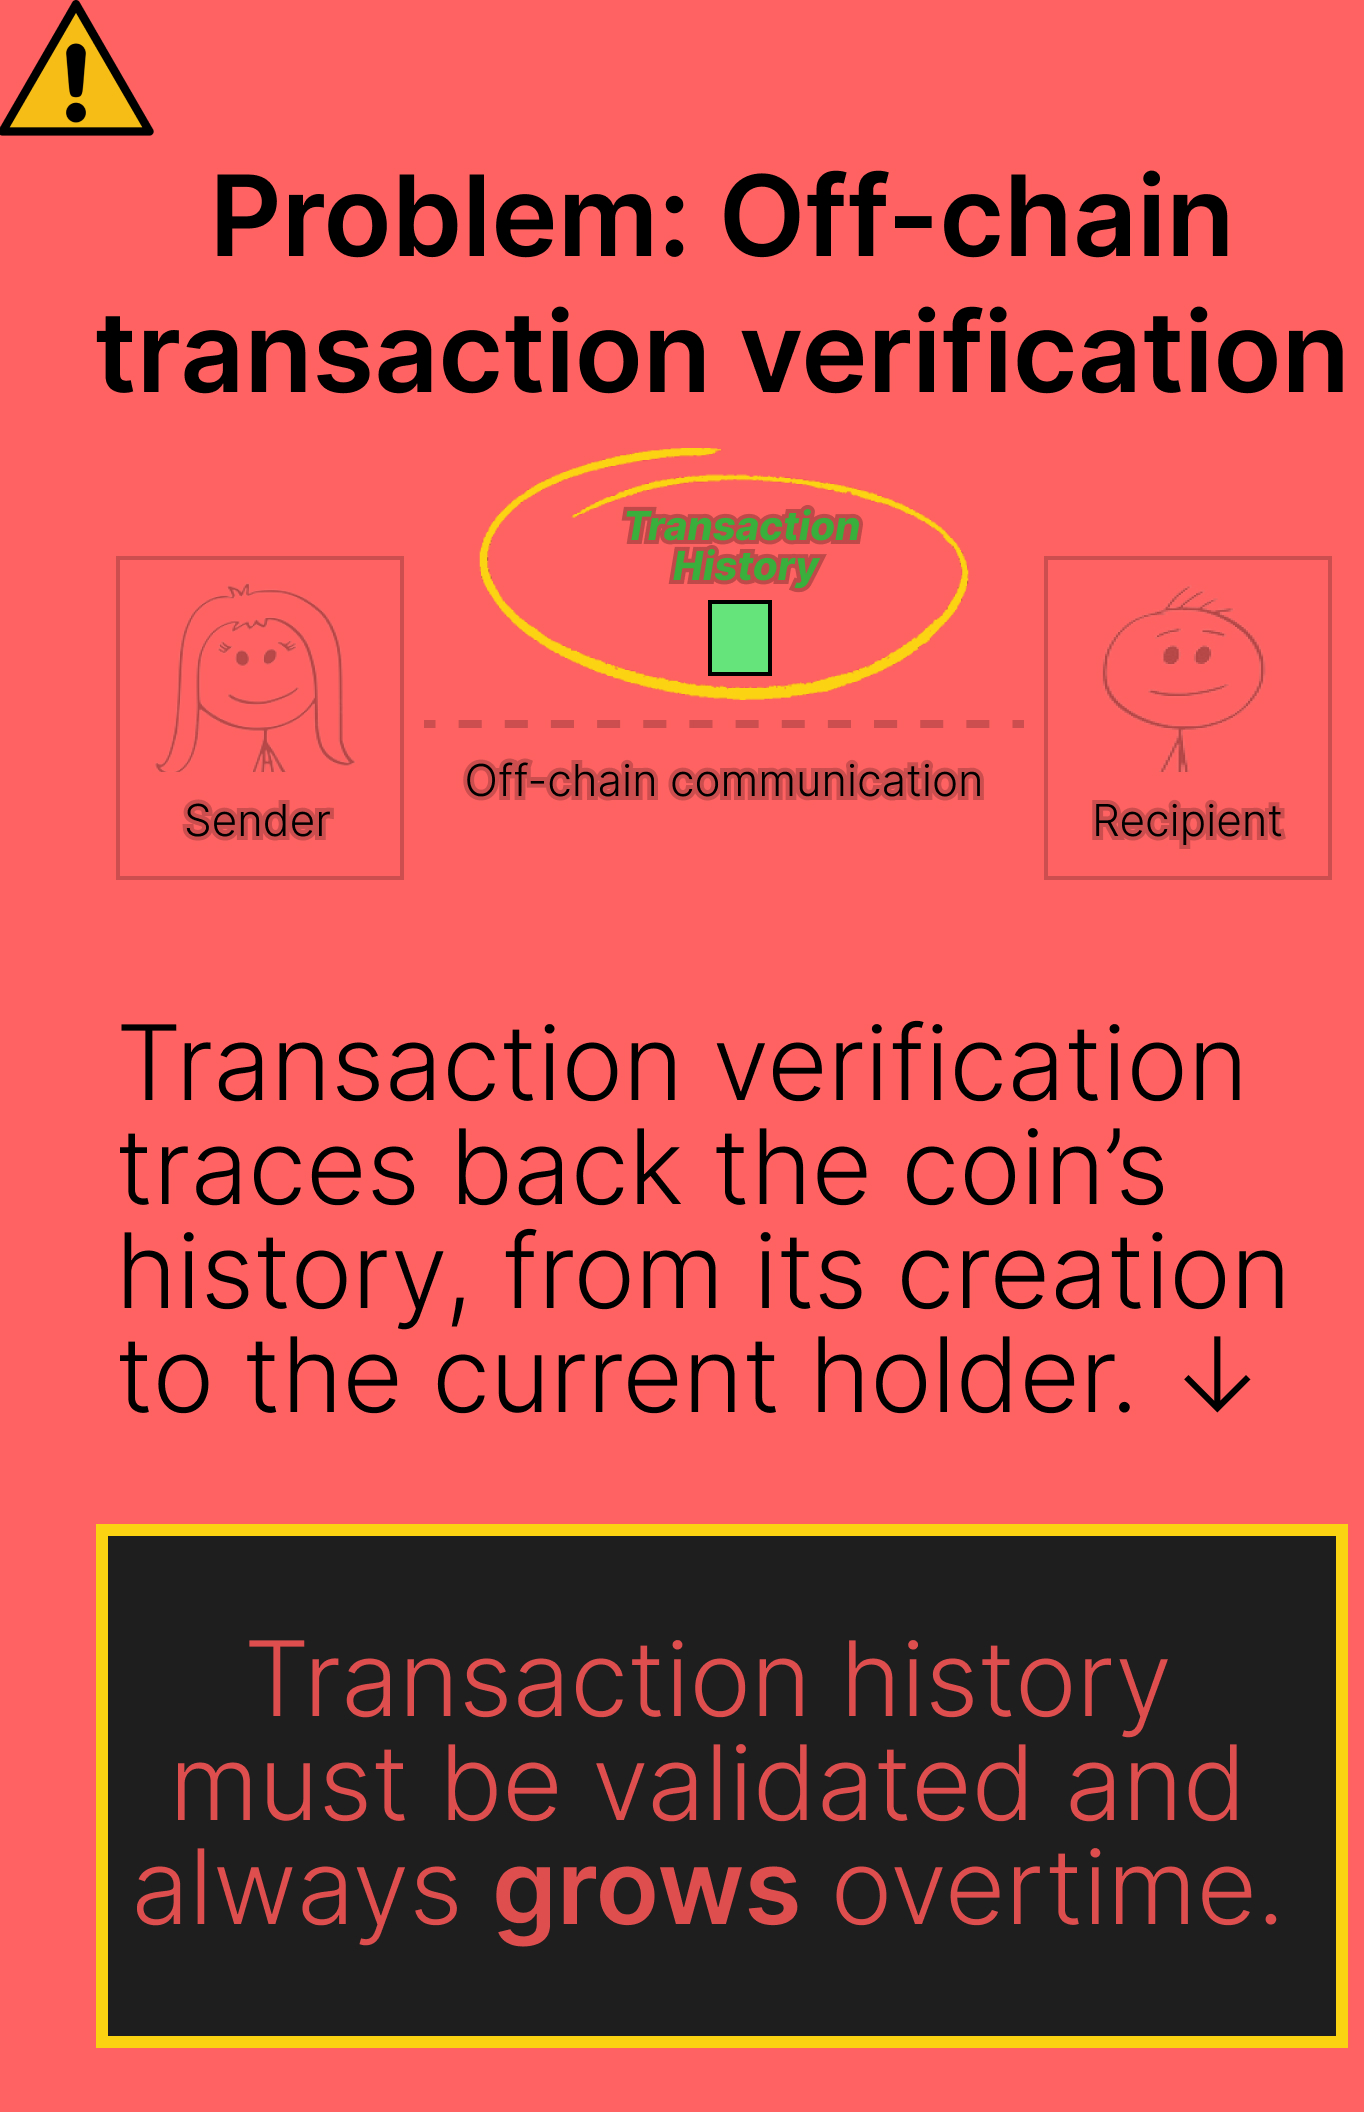 Problem: Off-chain
transaction verification
Transaction
History
Off-chain communication
Sender
Recipient
Transaction verification
traces back the coin’s
history, from its creation
to the current holder. ↓
Transaction history
must be validated and
always grows overtime.